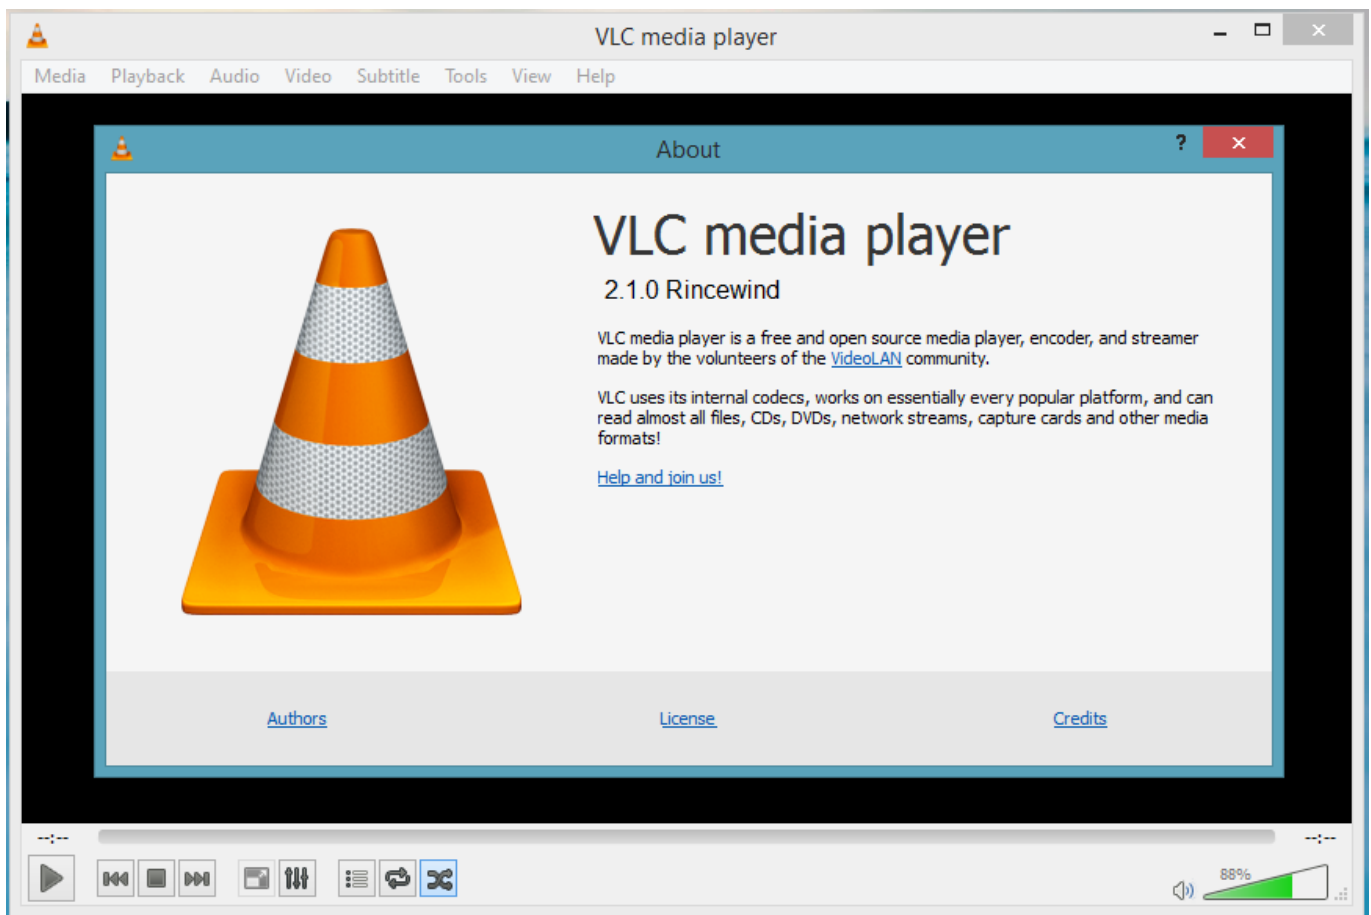 VLC media player
Media Playback Audio Video Subtitle Tools View Help
About
?
VLC media player
2.1.0 Rincewind
VLC media player is a free and open source media player, encoder, and streamer
made by the volunteers of the VideoLAN community.
VLC uses its internal codecs, works on essentially every popular platform, and can
read almost all files, CDs, DVDs, network streams, capture cards and other media
formats!
Help and join us!
Authors License Credits
--:-- --:--
88%